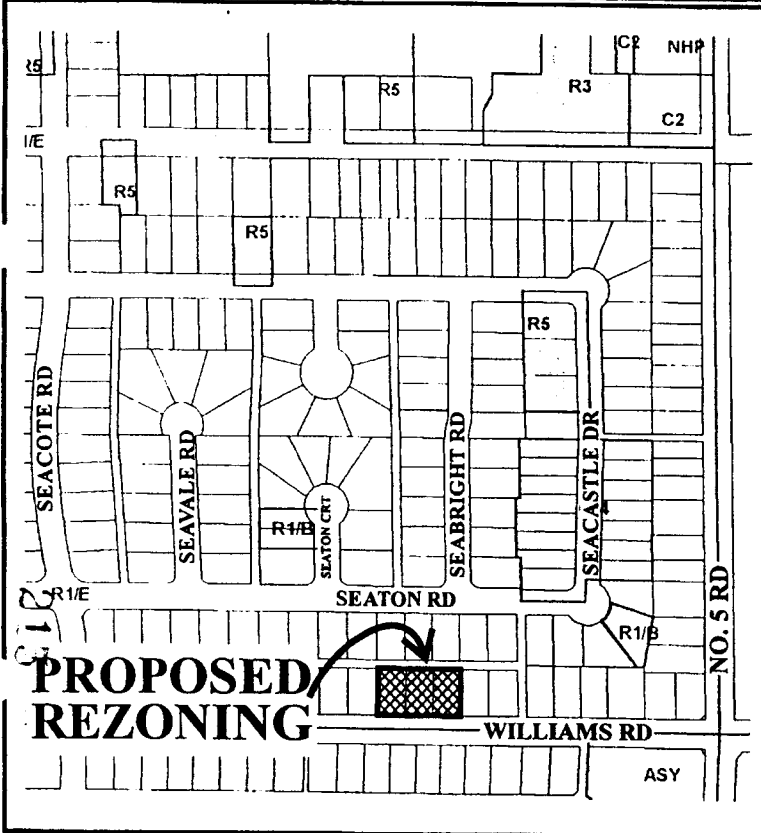 C2
NHP
R5
R5
R3
C2
I/E
R5
R5
R5
SEACOTE RD
SEAVALE RD
SEATON CRT
SEABRIGHT RD
SEACASTLE DR
R1/B
R1/E
SEATON RD
NO. 5 RD
R1/B
213
PROPOSED
REZONING
WILLIAMS RD
ASY